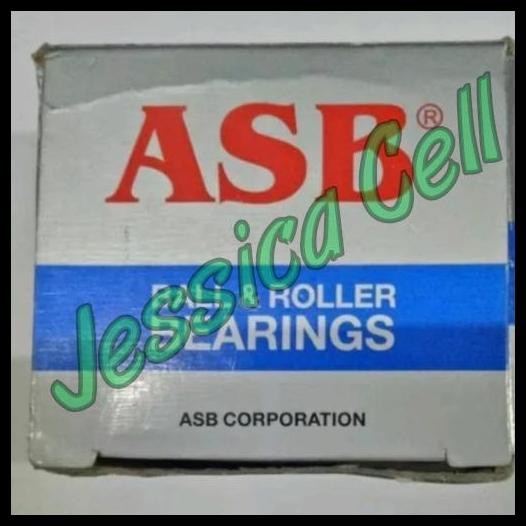 ASB®
BALL & ROLLER
BEARINGS
ASB CORPORATION
Jessica Cell